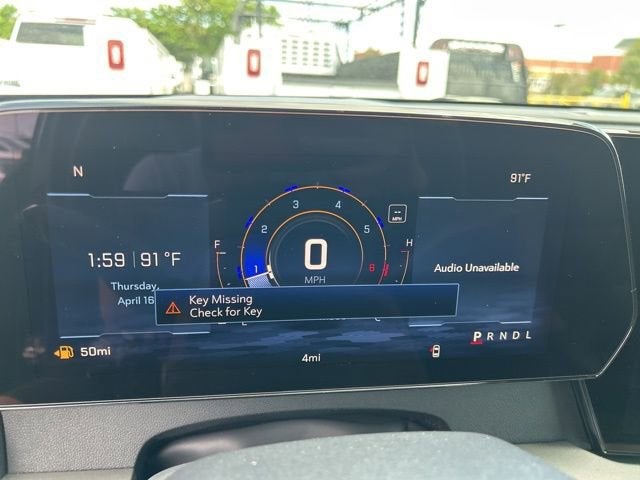 N
91°F
3 4
2 5
1 6
--
MPH
F
H
0
MPH
1:59 | 91 °F
Thursday,
April 16
Audio Unavailable
Key Missing
Check for Key
E
C
50mi
4mi
P R N D L